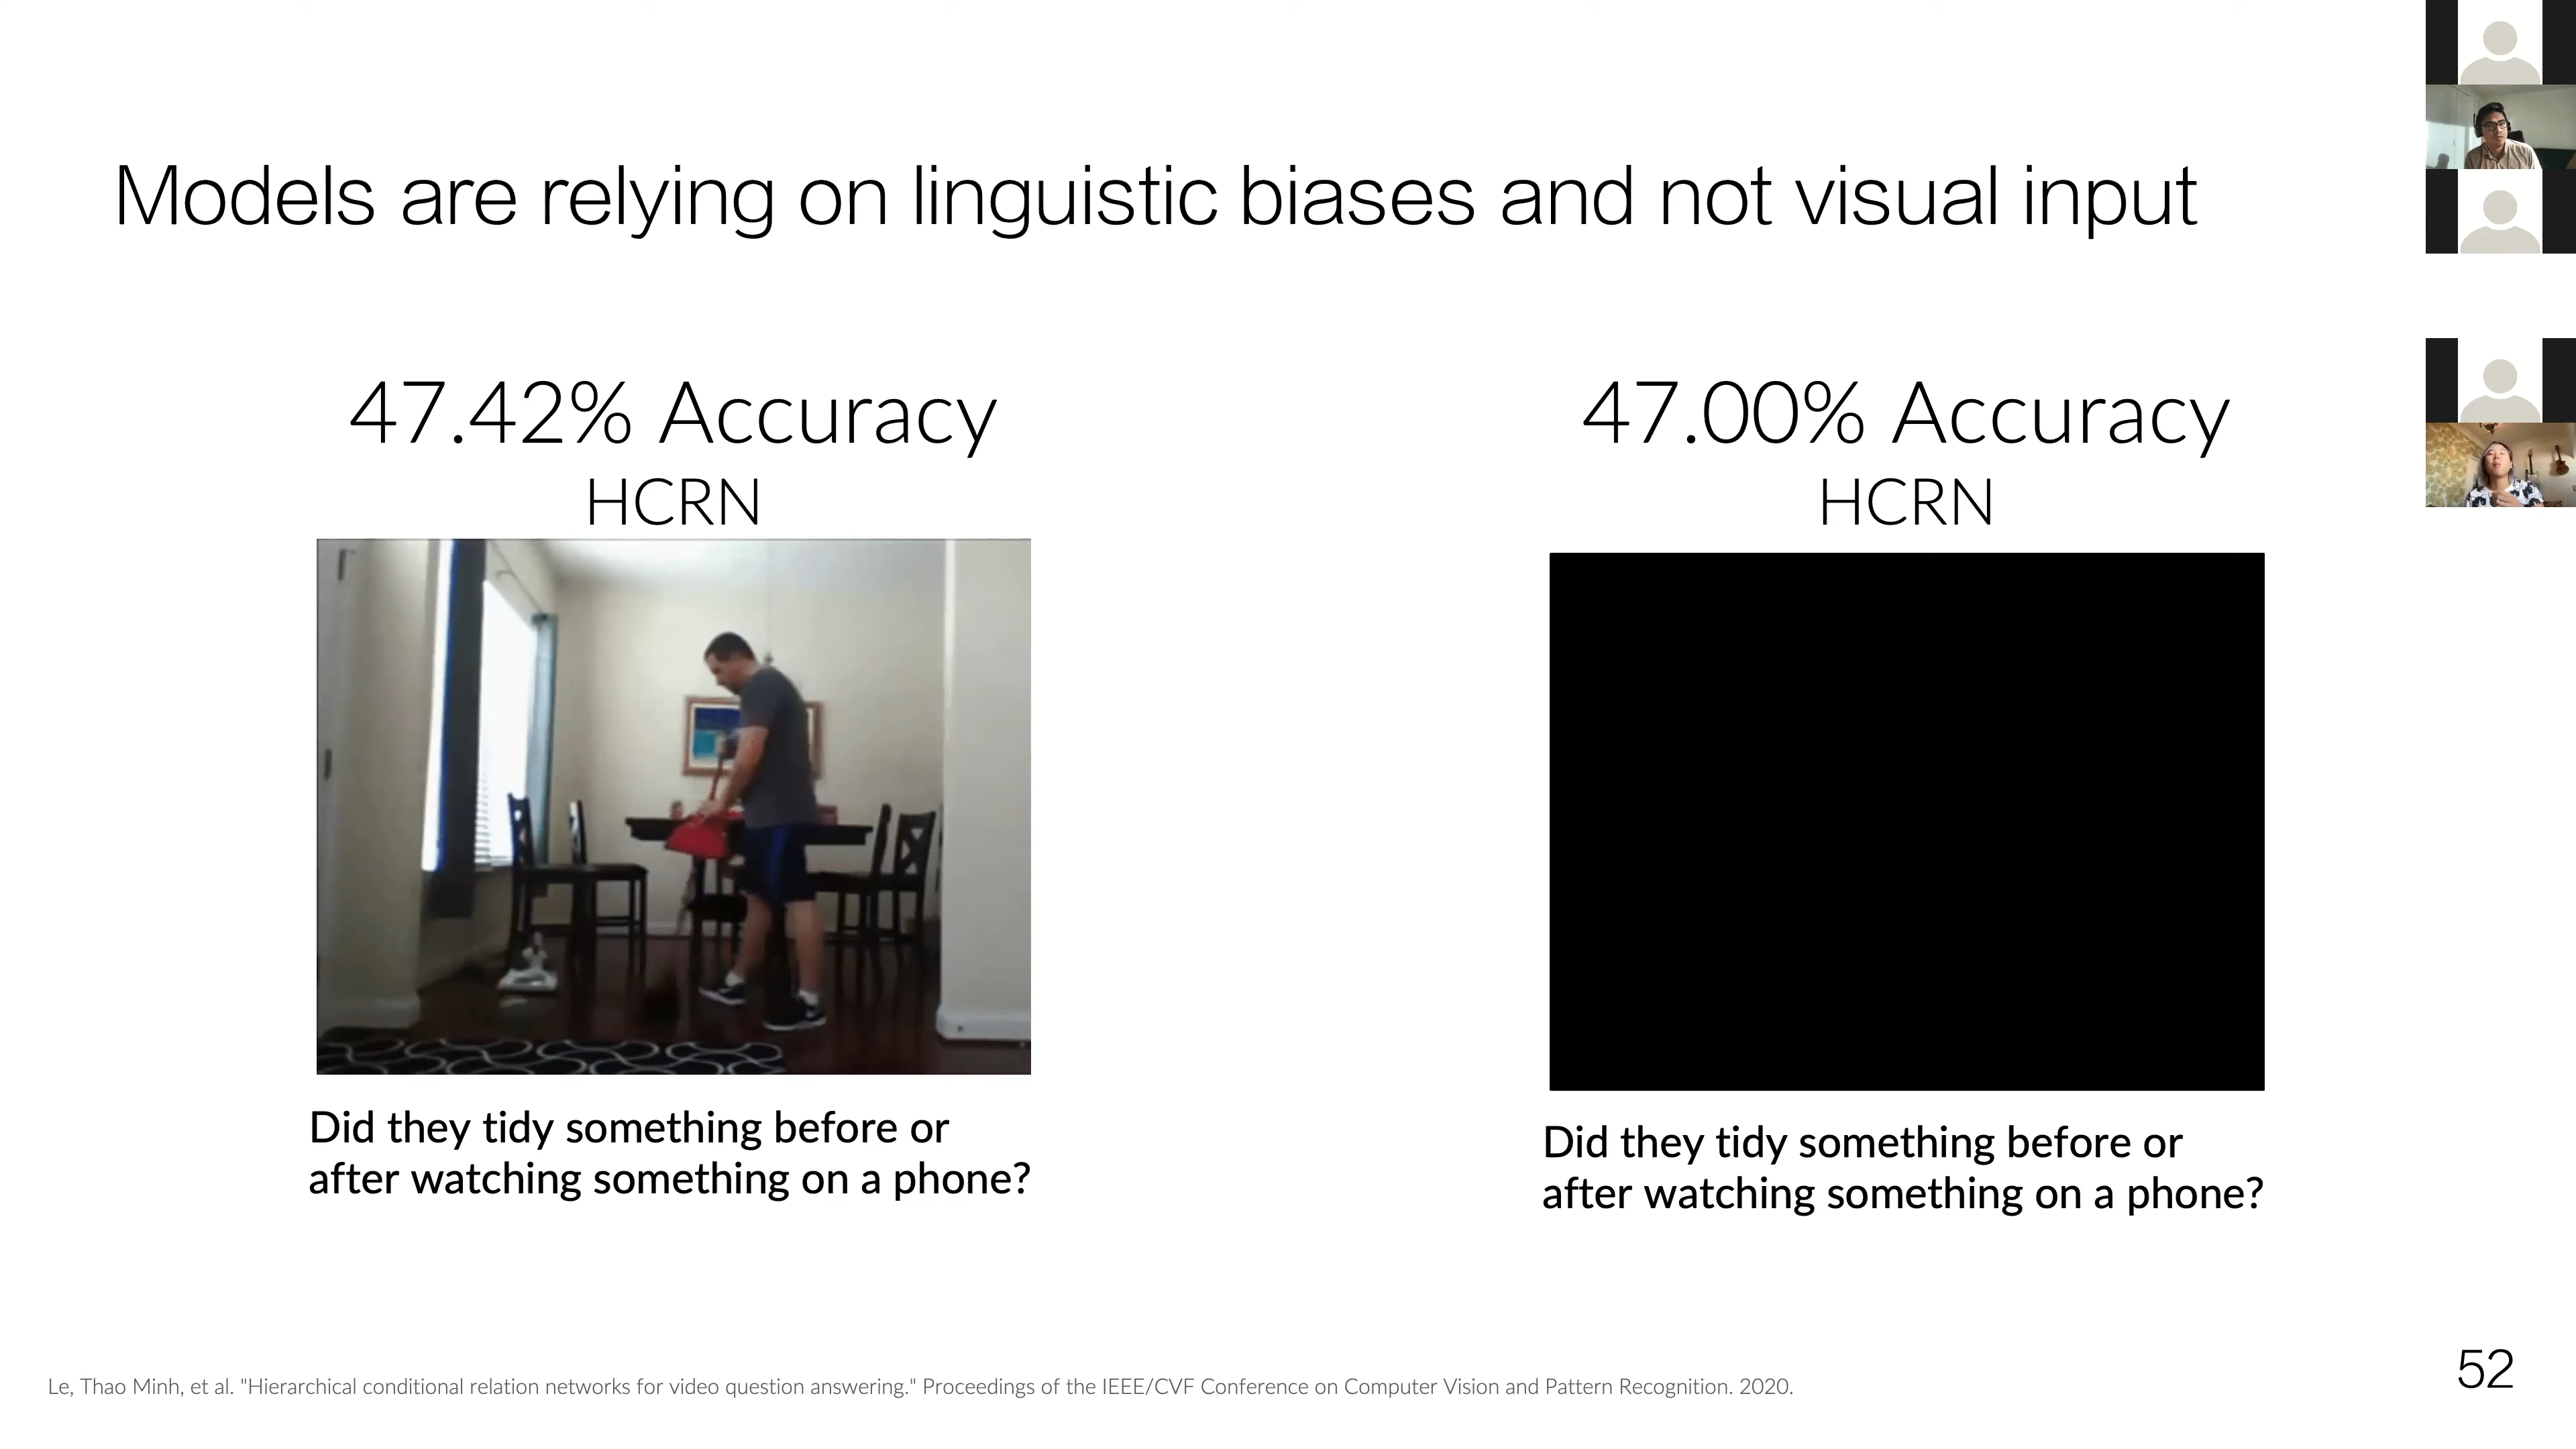 Models are relying on linguistic biases and not visual input
47.42% Accuracy
HCRN
Did they tidy something before or
after watching something on a phone?
47.00% Accuracy
HCRN
Did they tidy something before or
after watching something on a phone?
Le, Thao Minh, et al. "Hierarchical conditional relation networks for video question answering." Proceedings of the IEEE/CVF Conference on Computer Vision and Pattern Recognition. 2020.
52